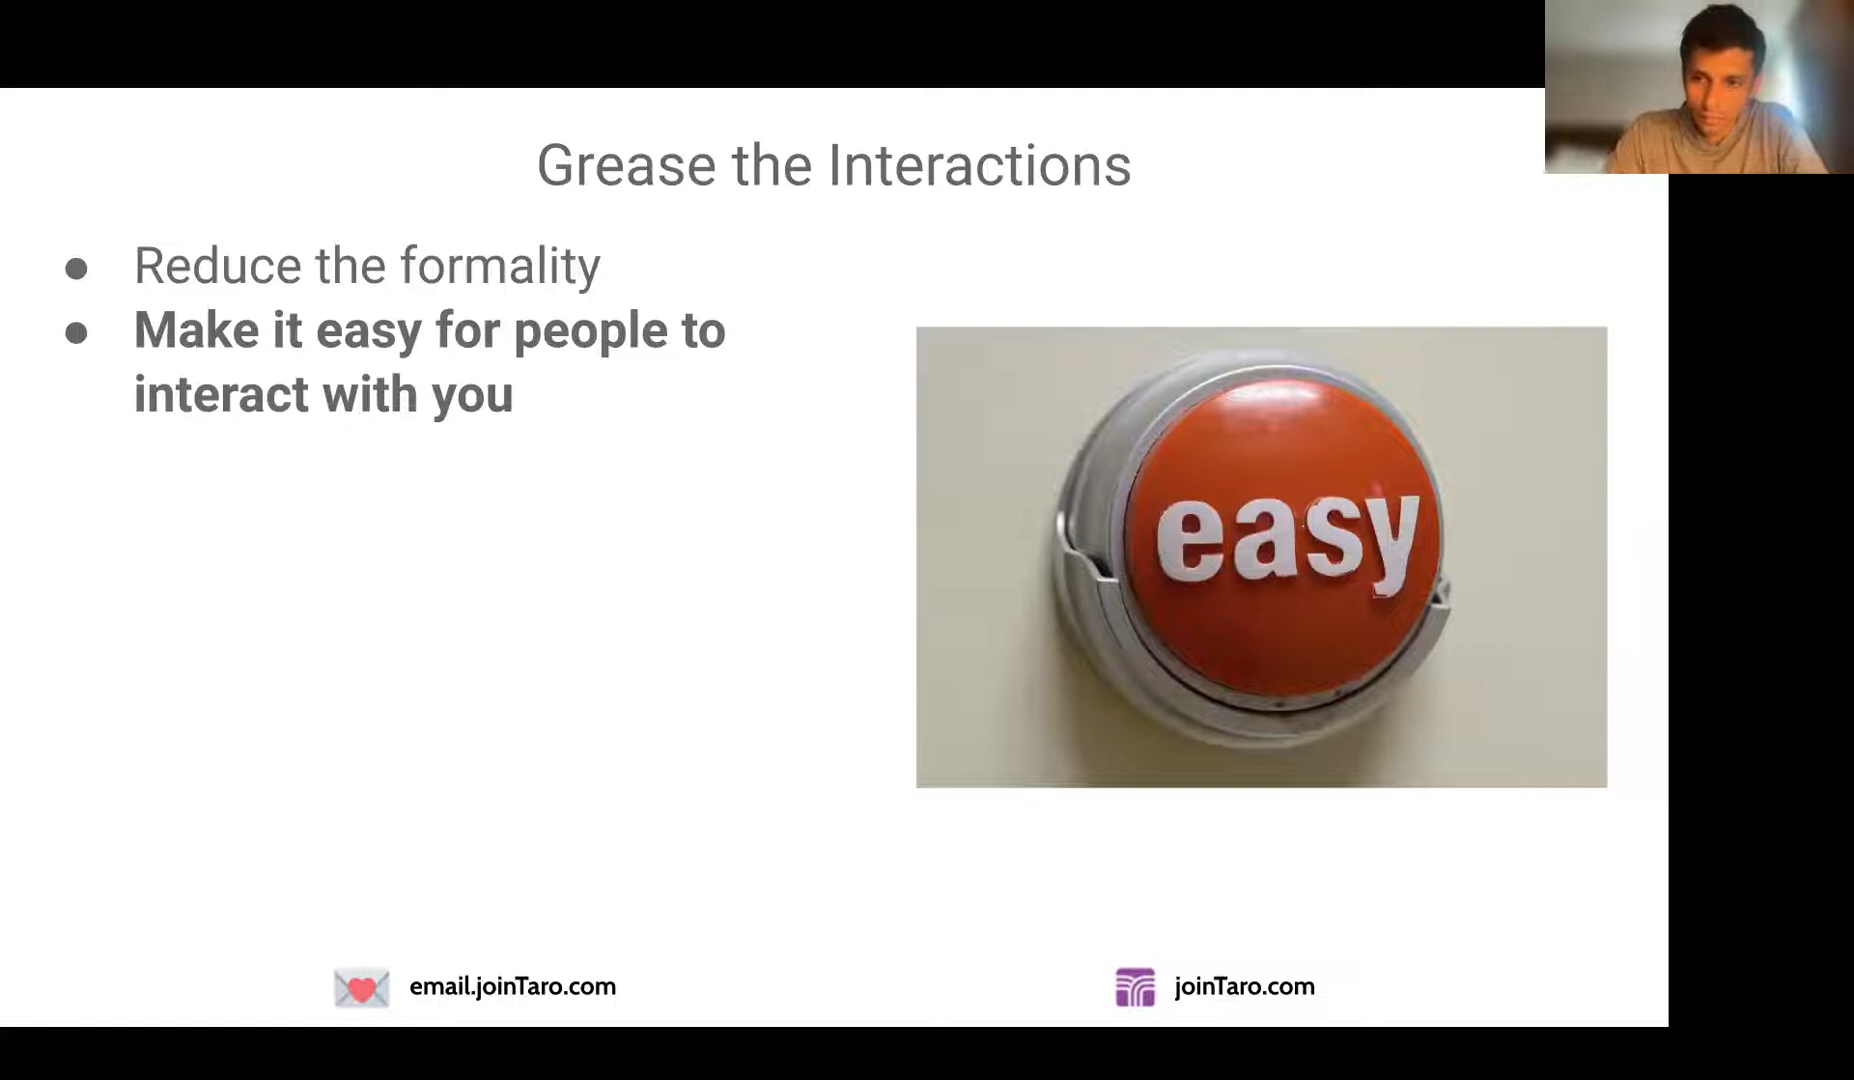 Grease the Interactions
● Reduce the formality
● Make it easy for people to
interact with you
easy
email.joinTaro.com
joinTaro.com